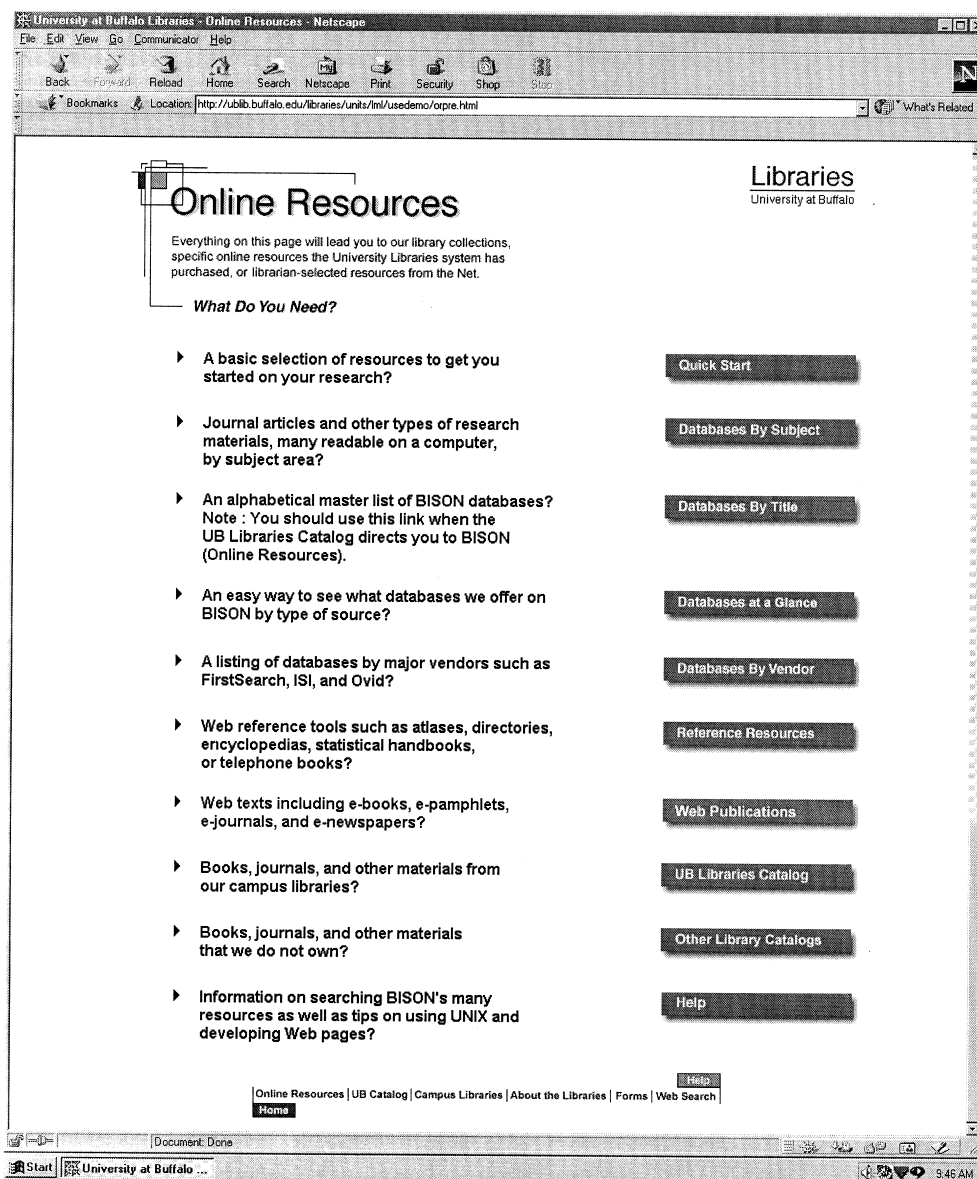 University at Buffalo Libraries - Online Resources - Netscape
File Edit View Go Communicator Help
Back Forward Reload Home Search Netscape Print Security Shop Stop
Bookmarks Location: http://ublib.buffalo.edu/libraries/units/lml/usedemo/orpre.html What's Related
Libraries
University at Buffalo
Online Resources
Everything on this page will lead you to our library collections,
specific online resources the University Libraries system has
purchased, or librarian-selected resources from the Net.
What Do You Need?
A basic selection of resources to get you
started on your research?
Quick Start
Journal articles and other types of research
materials, many readable on a computer,
by subject area?
Databases By Subject
An alphabetical master list of BISON databases?
Note : You should use this link when the
UB Libraries Catalog directs you to BISON
(Online Resources).
Databases By Title
An easy way to see what databases we offer on
BISON by type of source?
Databases at a Glance
A listing of databases by major vendors such as
FirstSearch, ISI, and Ovid?
Databases By Vendor
Web reference tools such as atlases, directories,
encyclopedias, statistical handbooks,
or telephone books?
Reference Resources
Web texts including e-books, e-pamphlets,
e-journals, and e-newspapers?
Web Publications
Books, journals, and other materials from
our campus libraries?
UB Libraries Catalog
Books, journals, and other materials
that we do not own?
Other Library Catalogs
Information on searching BISON's many
resources as well as tips on using UNIX and
developing Web pages?
Help
Help
Online Resources | UB Catalog | Campus Libraries | About the Libraries | Forms | Web Search
Home
Document: Done
Start University at Buffalo ... 9:46 AM